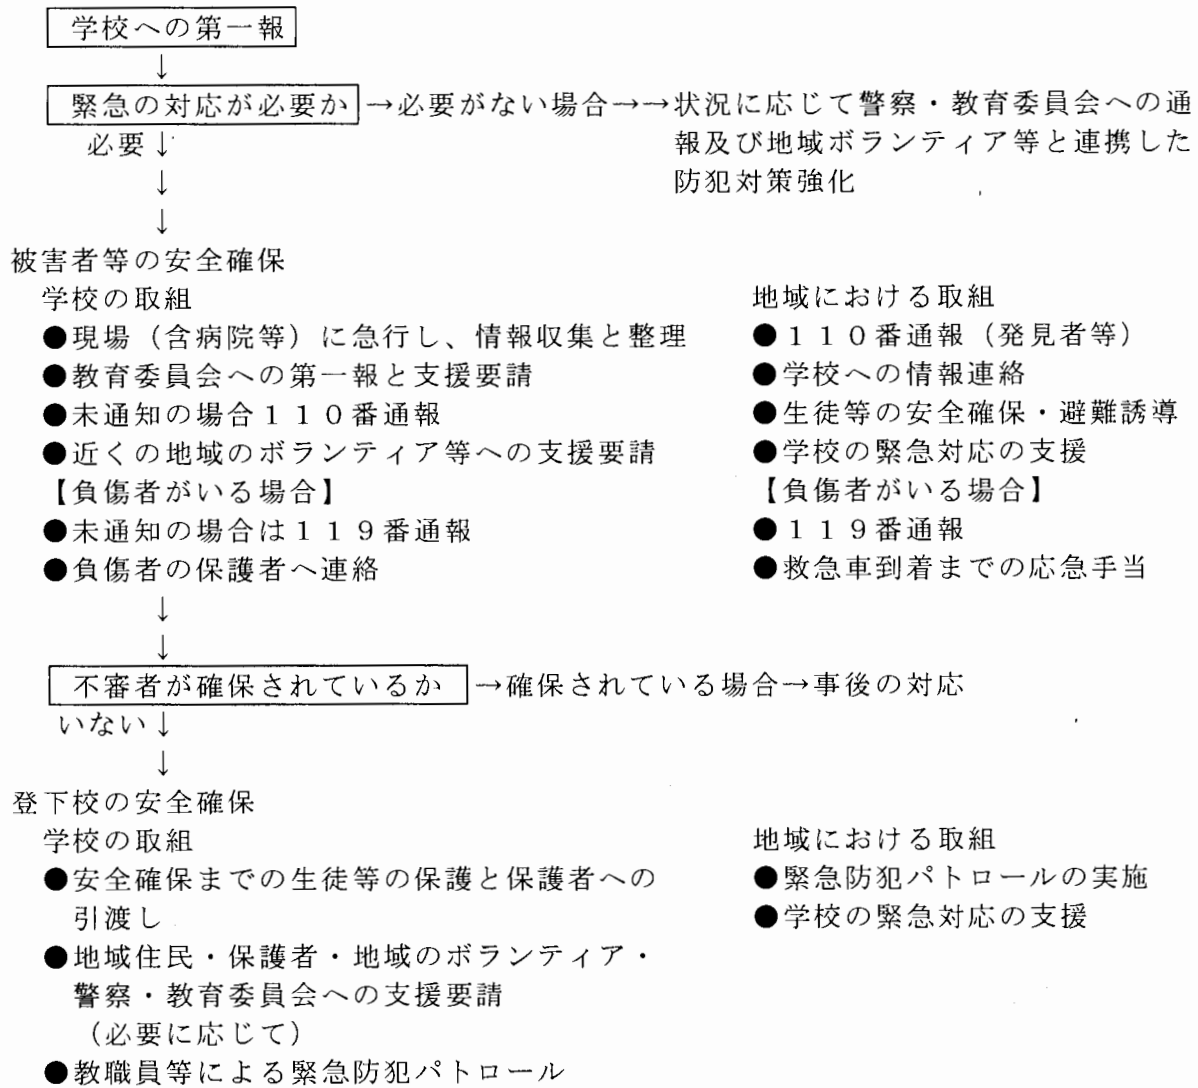 学校への第一報
↓
緊急の対応が必要か→必要がない場合→→状況に応じて警察・教育委員会への通
必要↓
報及び地域ボランティア等と連携した
↓
防犯対策強化
↓
被害者等の安全確保
学校の取組
●現場（含病院等）に急行し、情報収集と整理
●教育委員会への第一報と支援要請
●未通知の場合１１０番通報
●近くの地域のボランティア等への支援要請
【負傷者がいる場合】
●未通知の場合は１１９番通報
●負傷者の保護者へ連絡
地域における取組
●１１０番通報（発見者等）
●学校への情報連絡
●生徒等の安全確保・避難誘導
●学校の緊急対応の支援
【負傷者がいる場合】
●１１９番通報
●救急車到着までの応急手当
↓
↓
不審者が確保されているか→確保されている場合→事後の対応
いない↓
↓
登下校の安全確保
学校の取組
●安全確保までの生徒等の保護と保護者への
引渡し
●地域住民・保護者・地域のボランティア・
警察・教育委員会への支援要請
（必要に応じて）
●教職員等による緊急防犯パトロール
地域における取組
●緊急防犯パトロールの実施
●学校の緊急対応の支援